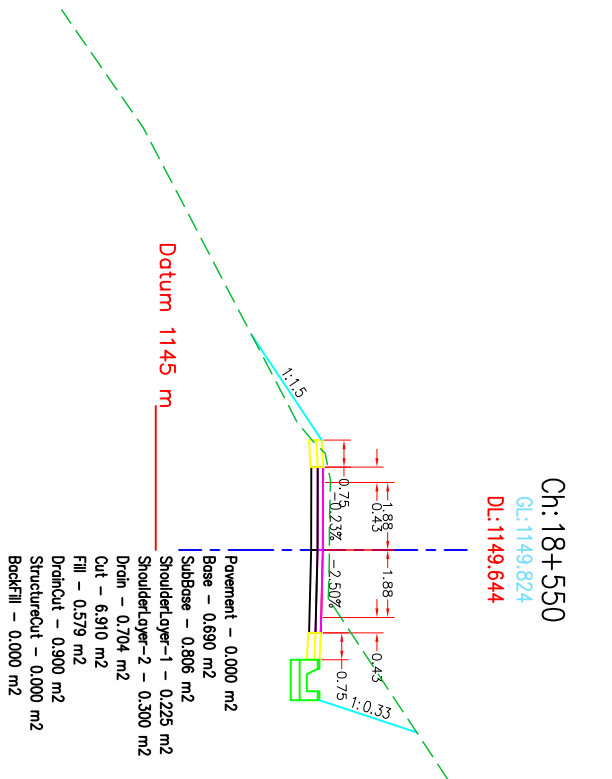 Ch:18+550
GL:1149.824
DL:1149.644
1:1.5
0.75
0.43
1.88
-0.23%
-2.50%
1.88
0.43
0.75
1:0.33
Datum 1145 m
Pavement - 0.000 m2
Base - 0.690 m2
SubBase - 0.806 m2
ShoulderLayer-1 - 0.225 m2
ShoulderLayer-2 - 0.300 m2
Drain - 0.704 m2
Cut - 6.910 m2
Fill - 0.579 m2
DrainCut - 0.900 m2
StructureCut - 0.000 m2
BackFill - 0.000 m2